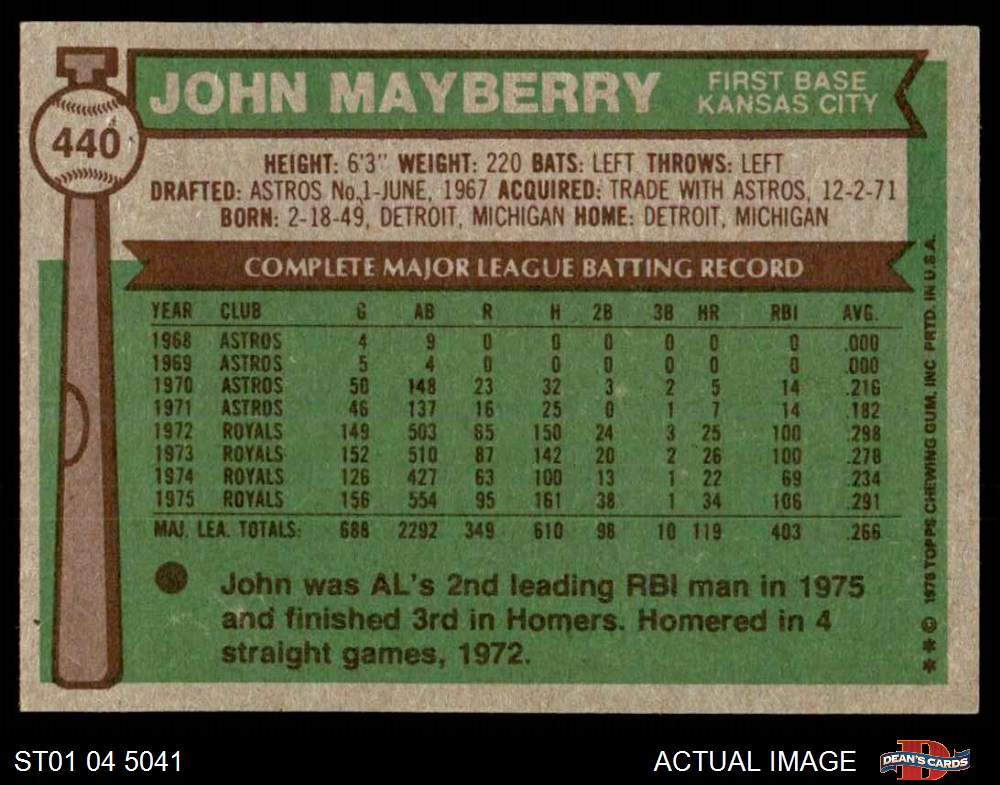 JOHN MAYBERRY
FIRST BASE
KANSAS CITY
440
HEIGHT: 6'3" WEIGHT: 220 BATS: LEFT THROWS: LEFT
DRAFTED: ASTROS No.1-JUNE, 1967 ACQUIRED: TRADE WITH ASTROS, 12-2-71
BORN: 2-18-49, DETROIT, MICHIGAN HOME: DETROIT, MICHIGAN
COMPLETE MAJOR LEAGUE BATTING RECORD
YEAR CLUB G AB R H 2B 3B HR RBI AVG.
1968 ASTROS 4 9 0 0 0 0 0 0 .000
1969 ASTROS 5 4 0 0 0 0 0 0 .000
1970 ASTROS 50 148 23 32 3 2 5 14 .216
1971 ASTROS 46 137 16 25 0 1 7 14 .182
1972 ROYALS 149 503 65 150 24 3 25 100 .298
1973 ROYALS 152 510 87 142 20 2 26 100 .278
1974 ROYALS 126 427 63 100 13 1 22 69 .234
1975 ROYALS 156 554 95 161 38 1 34 106 .291
MAJ. LEA. TOTALS: 688 2292 349 610 98 10 119 403 .266
John was AL's 2nd leading RBI man in 1975
and finished 3rd in Homers. Homered in 4
straight games, 1972.
* * © 1976 TOPPS CHEWING GUM, INC PRTD. IN U.S.A.
ST01 04 5041
ACTUAL IMAGE
D
DEAN'S CARDS